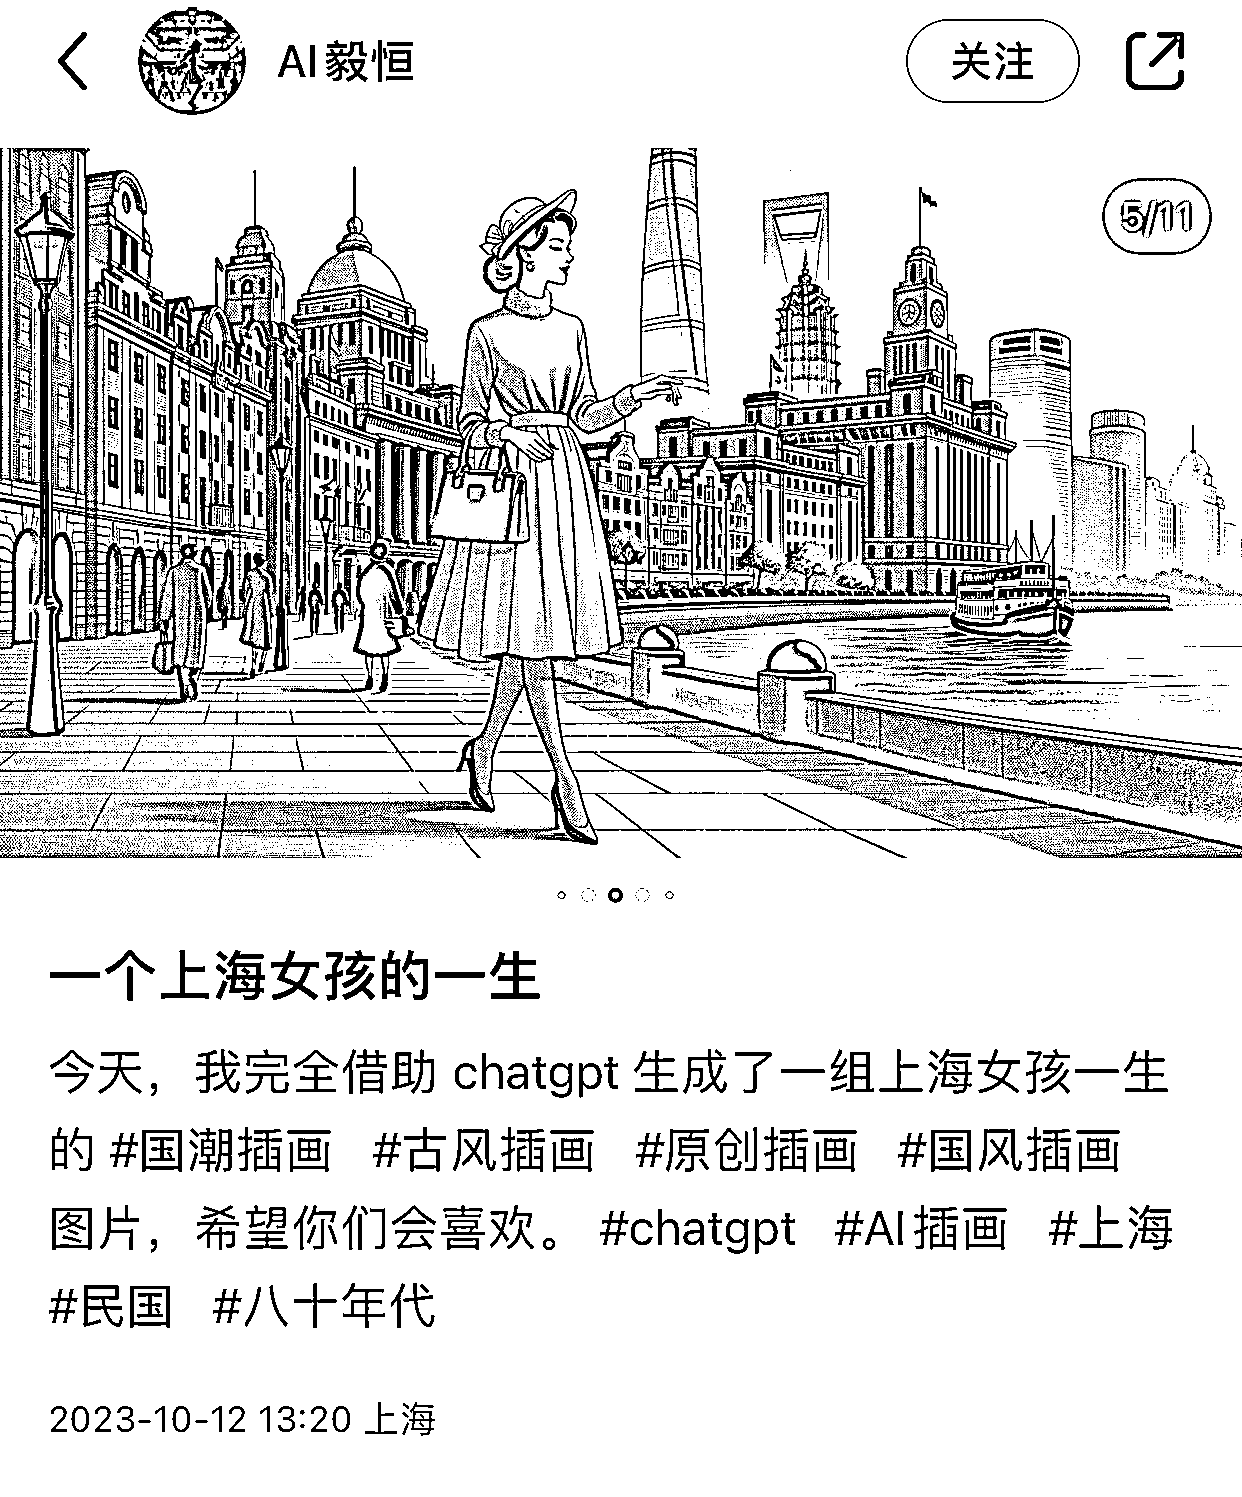 AI毅恒
关注
5/11
一个上海女孩的一生
今天，我完全借助 chatgpt 生成了一组上海女孩一生
的 #国潮插画 #古风插画 #原创插画 #国风插画
图片，希望你们会喜欢。 #chatgpt #AI插画 #上海
#民国 #八十年代
2023-10-12 13:20 上海